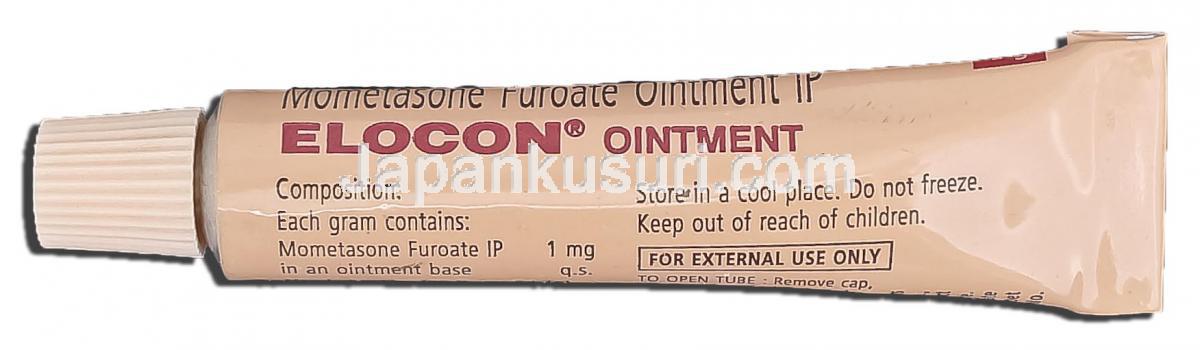 Mometasone Furoate Ointment IP
ELOCON® OINTMENT
Japankusuri.com
Composition:
Each gram contains:
Mometasone Furoate IP 1 mg
in an ointment base q.s.
Store in a cool place. Do not freeze.
Keep out of reach of children.
FOR EXTERNAL USE ONLY
TO OPEN TUBE : Remove cap,